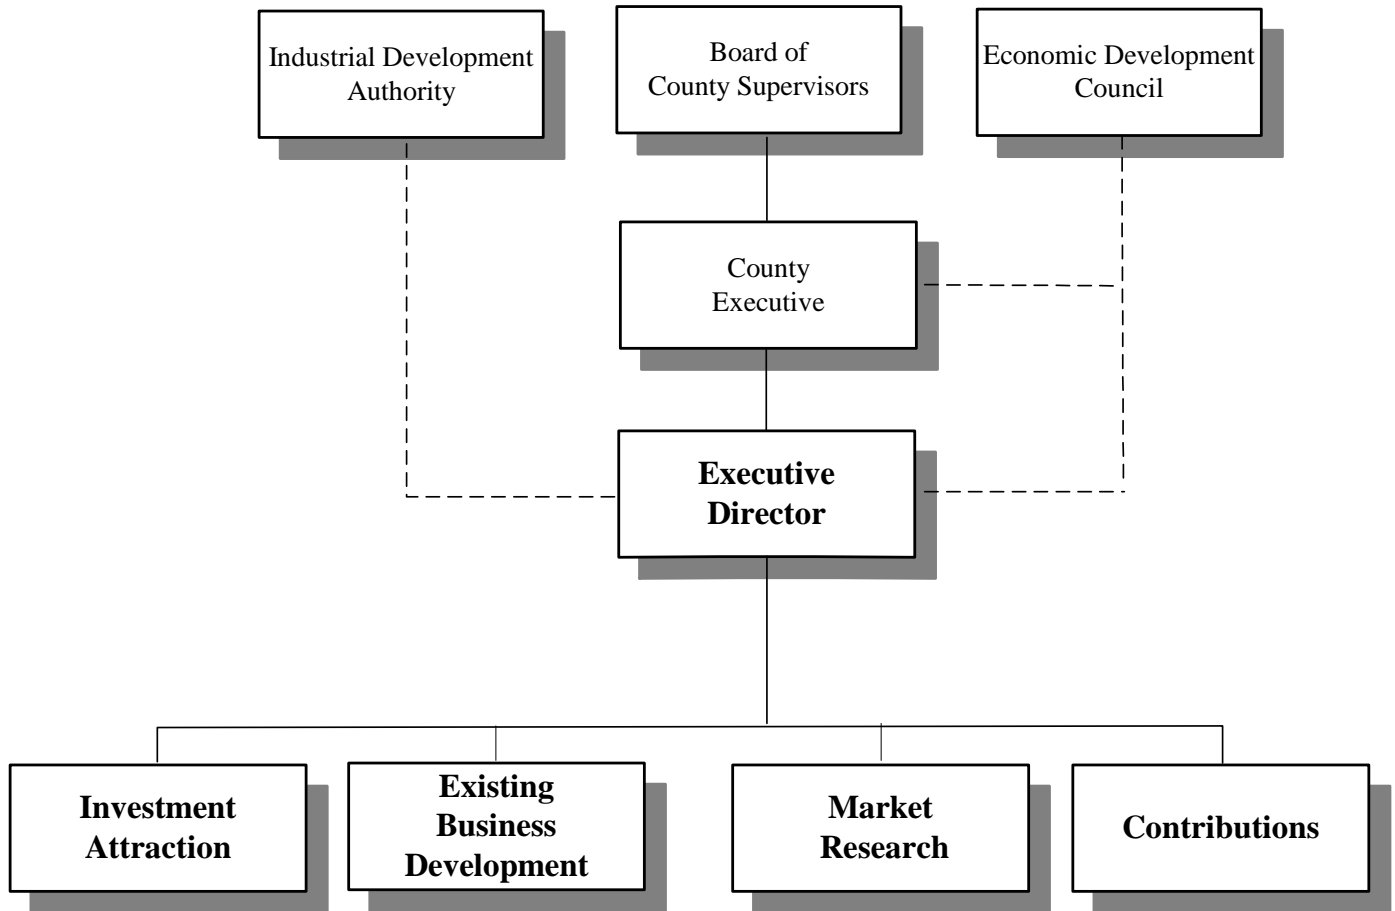 Industrial Development
Authority
Board of
County Supervisors
Economic Development
Council
County
Executive
Executive
Director
Investment
Attraction
Existing
Business
Development
Market
Research
Contributions